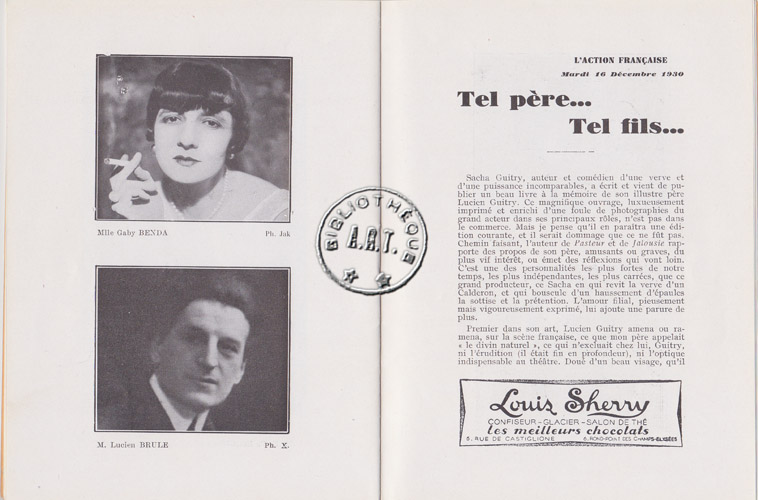 Mlle Gaby BENDA
Ph. Jok
M. Lucien BRULE
Ph. X.
BIBLIOTHÈQUE
A.R.T.
L'ACTION FRANÇAISE
Mardi 16 Décembre 1930
Tel père...
Tel fils...
Sacha Guitry, auteur et comédien d'une verve et
d'une puissance incomparables, a écrit et vient de pu-
blier un beau livre à la mémoire de son illustre père
Lucien Guitry. Ce magnifique ouvrage, luxueusement
imprimé et enrichi d'une foule de photographies du
grand acteur dans ses principaux rôles, n'est pas dans
le commerce. Mais je pense qu'il en paraîtra une édi-
tion courante, et il serait dommage que ce ne fût pas.
Chemin faisant, l'auteur de Pasteur et de Jalousie rap-
porte des propos de son père, amusants ou graves, du
plus vif intérêt, ou émet des réflexions qui vont loin.
C'est une des personnalités les plus fortes de notre
temps, les plus indépendantes, les plus carrées, que ce
grand producteur, ce Sacha en qui revit la verve d'un
Calderon, et qui bouscule d'un haussement d'épaules
la sottise et la prétention. L'amour filial, pieusement
mais vigoureusement exprimé, lui ajoute une parure de
plus.
Premier dans son art, Lucien Guitry amena ou ra-
mena, sur la scène française, ce que mon père appelait
« le divin naturel », ce qui n'excluait chez lui, Guitry,
ni l'érudition (il était fin en profondeur), ni l'optique
indispensable au théâtre. Doué d'un beau visage, qu'il
Louis Sherry
CONFISEUR-GLACIER-SALON DE THÉ
les meilleurs chocolats
6, RUE DE CASTIGLIONE
6, ROND-POINT DES CHAMPS-ELYSÉES